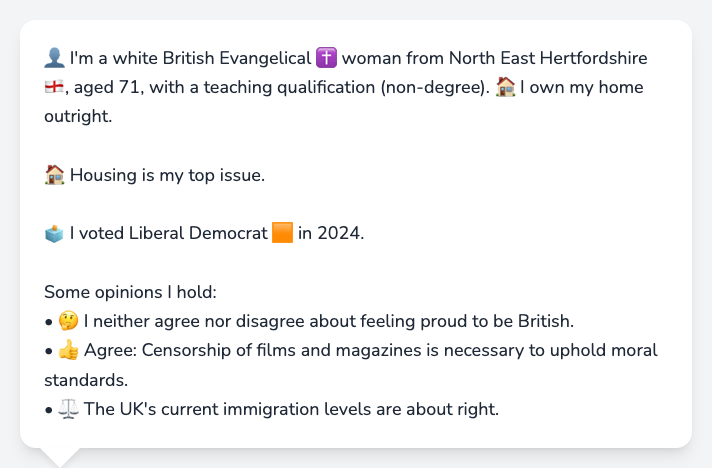 👤 I'm a white British Evangelical ✝️ woman from North East Hertfordshire
🏴󠁧󠁢󠁥󠁮󠁧󠁿, aged 71, with a teaching qualification (non-degree). 🏠 I own my home
outright.
🏠 Housing is my top issue.
🗳️ I voted Liberal Democrat 🟧 in 2024.
Some opinions I hold:
• 🤔 I neither agree nor disagree about feeling proud to be British.
• 👍 Agree: Censorship of films and magazines is necessary to uphold moral
standards.
• ⚖️ The UK's current immigration levels are about right.